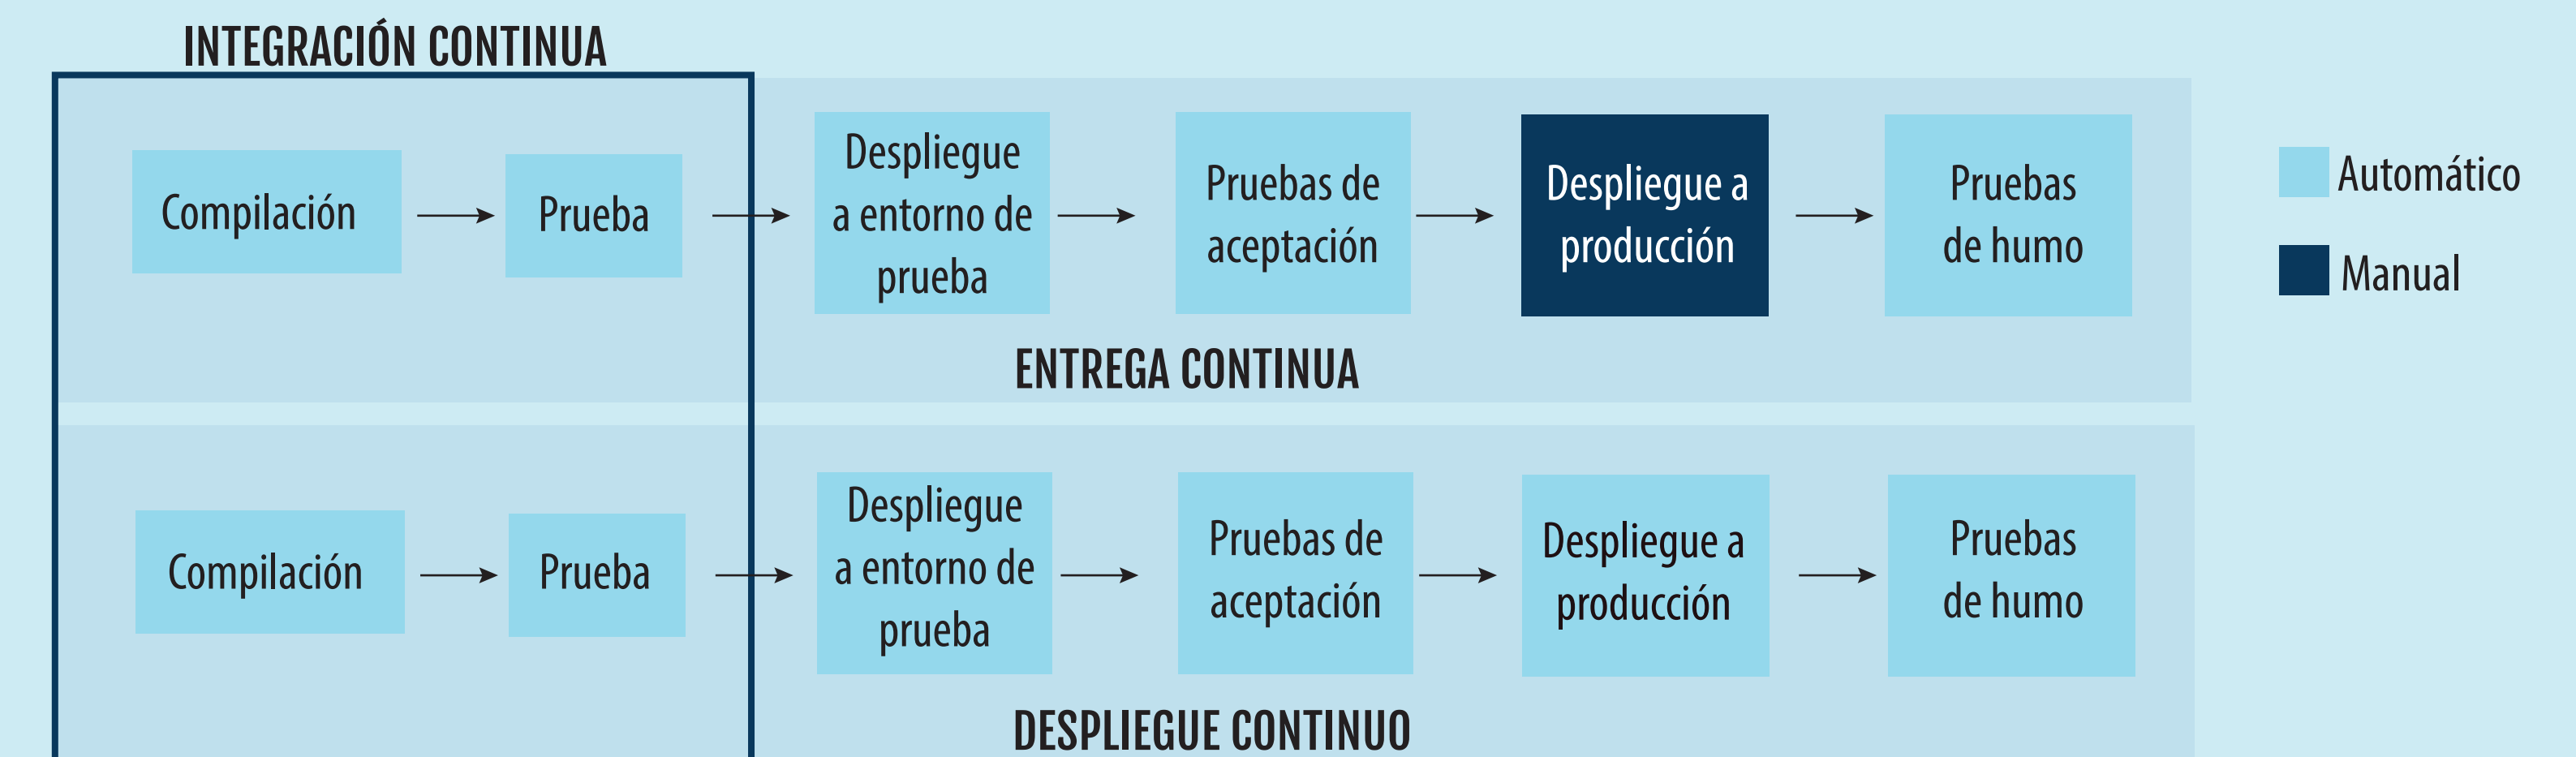 INTEGRACIÓN CONTINUA
Compilación
Prueba
Despliegue
a entorno de
prueba
Pruebas de
aceptación
Despliegue a
producción
Pruebas
de humo
Automático
Manual
ENTREGA CONTINUA
Compilación
Prueba
Despliegue
a entorno de
prueba
Pruebas de
aceptación
Despliegue a
producción
Pruebas
de humo
DESPLIEGUE CONTINUO